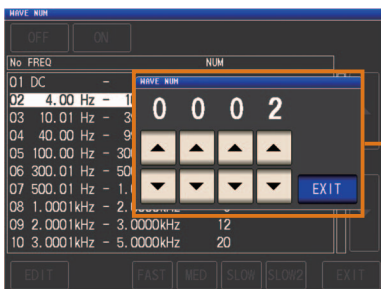 WAVE NUM
OFF ON
No FREQ NUM
01 DC -
02 4.00 Hz - 1
03 10.01 Hz - 3
04 40.00 Hz - 9
05 100.00 Hz - 30
06 300.01 Hz - 50
07 500.01 Hz - 1.
08 1.0001kHz - 2.
09 2.0001kHz - 3.0000kHz 12
10 3.0001kHz - 5.0000kHz 20
WAVE NUM
0 0 0 2
EXIT
EDIT FAST MED SLOW SLOW2 EXIT